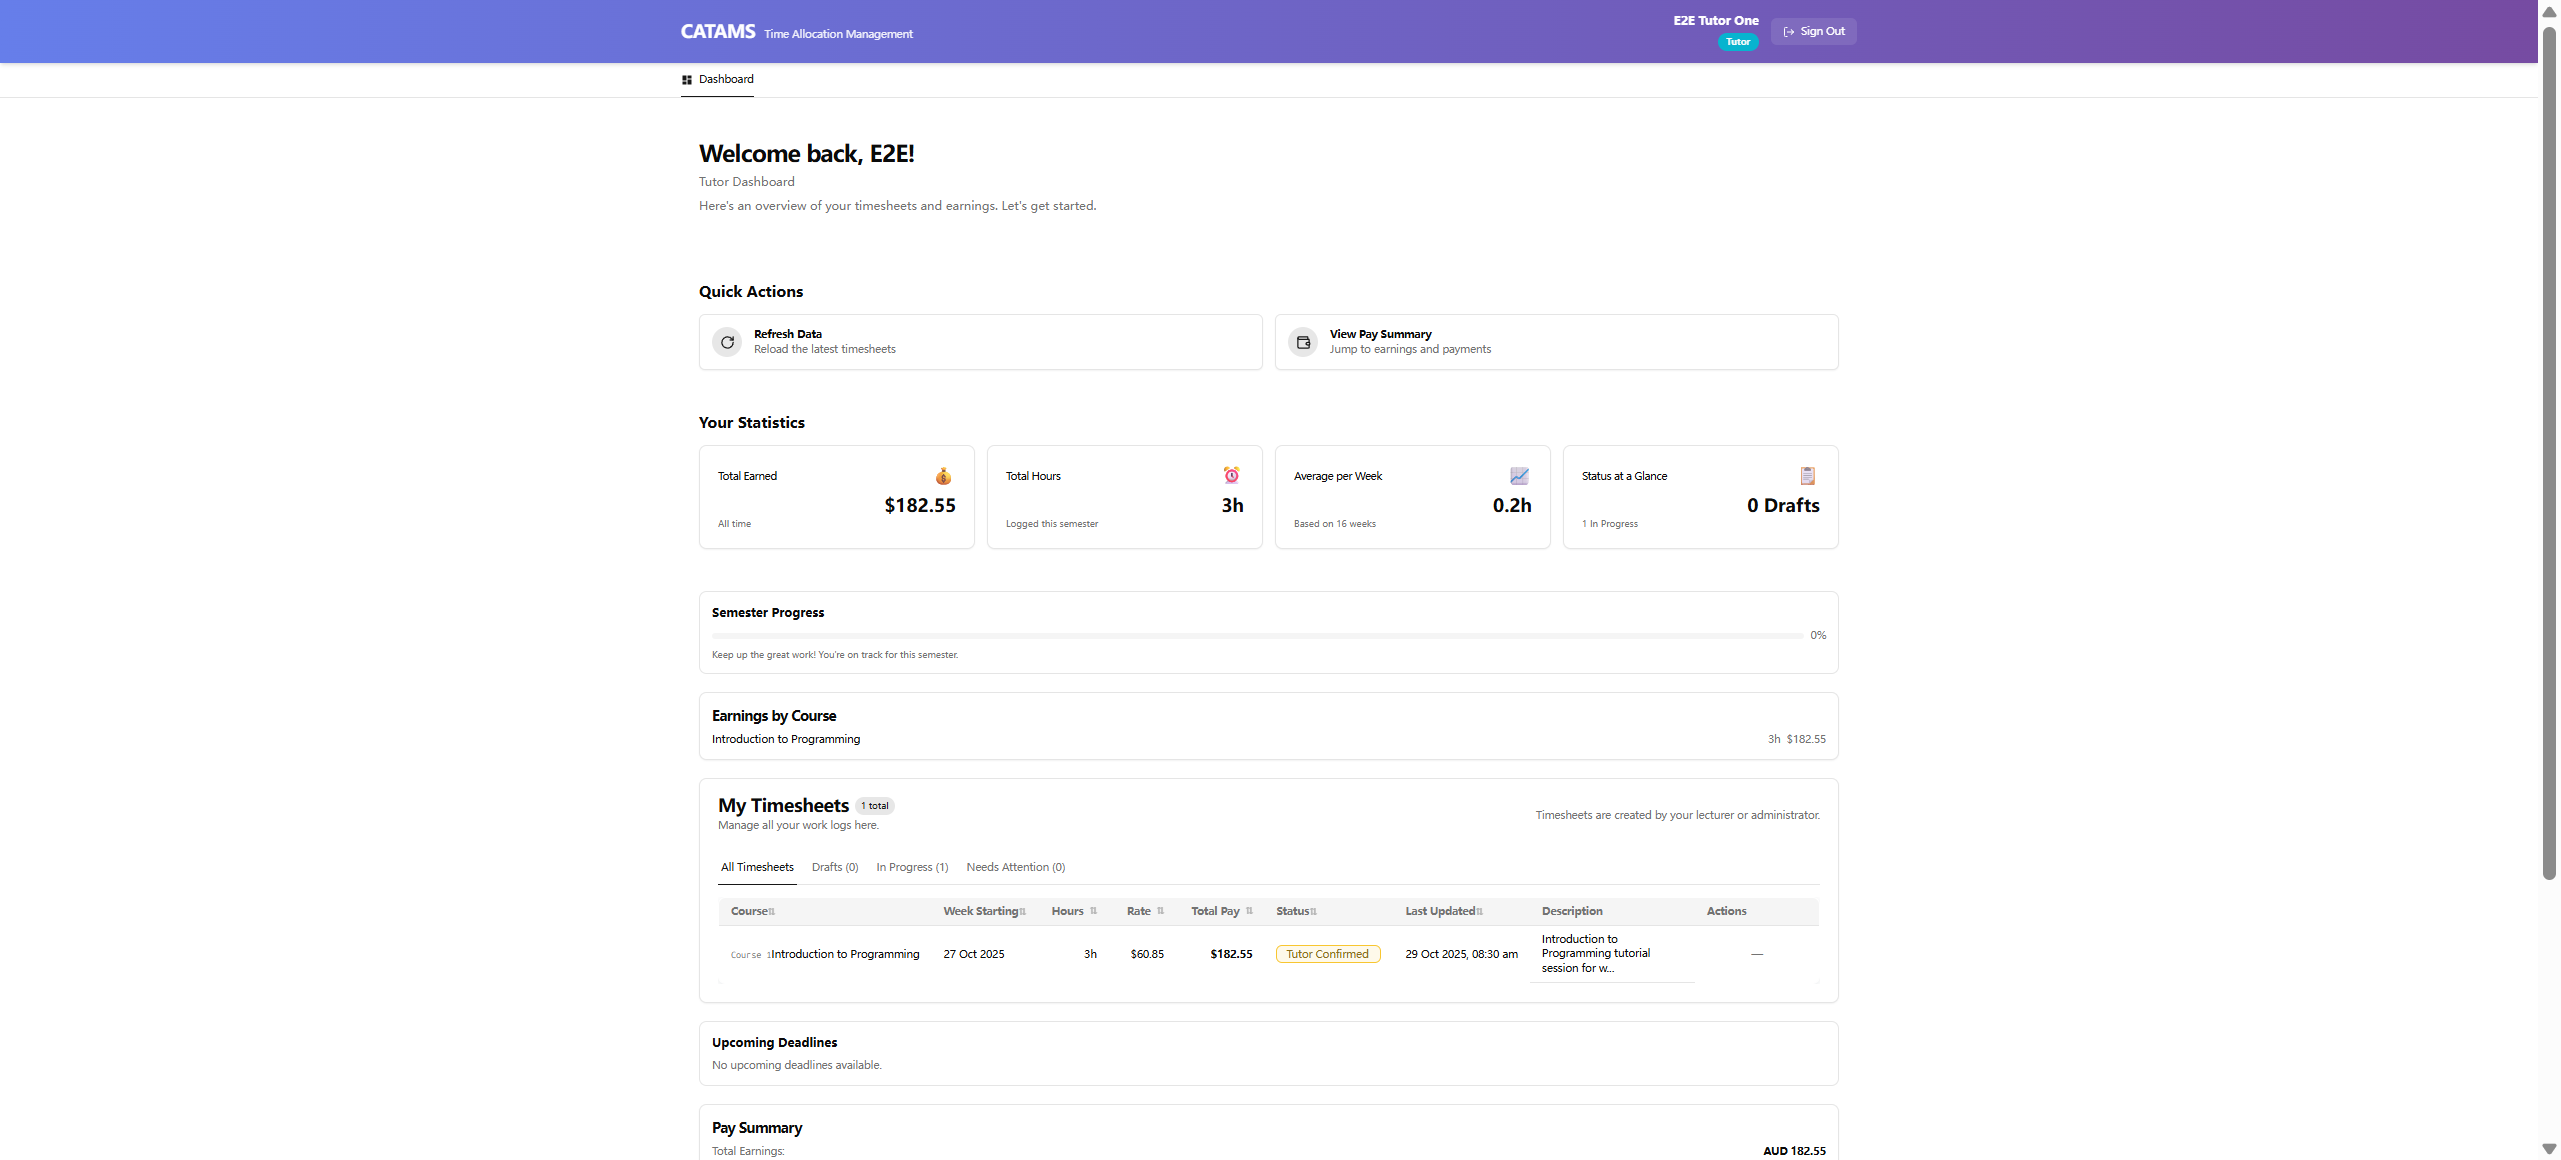 CATAMS Time Allocation Management
E2E Tutor One
Tutor
Sign Out
Dashboard
Welcome back, E2E!
Tutor Dashboard
Here's an overview of your timesheets and earnings. Let's get started.
Quick Actions
Refresh Data
Reload the latest timesheets
View Pay Summary
Jump to earnings and payments
Your Statistics
Total Earned
$182.55
All time
Total Hours
3h
Logged this semester
Average per Week
0.2h
Based on 16 weeks
Status at a Glance
0 Drafts
1 In Progress
Semester Progress
0%
Keep up the great work! You're on track for this semester.
Earnings by Course
Introduction to Programming 3h $182.55
My Timesheets 1 total
Manage all your work logs here.
Timesheets are created by your lecturer or administrator.
All Timesheets Drafts (0) In Progress (1) Needs Attention (0)
Course Week Starting Hours Rate Total Pay Status Last Updated Description Actions
Course 1Introduction to Programming 27 Oct 2025 3h $60.85 $182.55 Tutor Confirmed 29 Oct 2025, 08:30 am
Introduction to
Programming tutorial
session for w...
—
Upcoming Deadlines
No upcoming deadlines available.
Pay Summary
Total Earnings: AUD 182.55